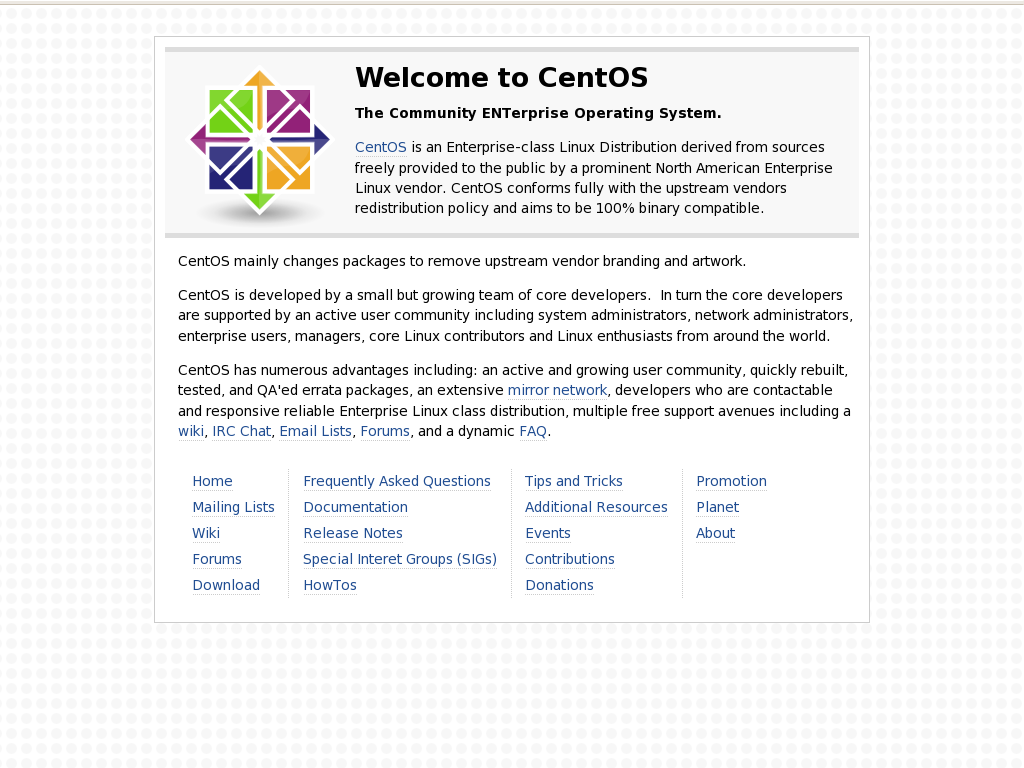 Welcome to CentOS
The Community ENTerprise Operating System.
CentOS is an Enterprise-class Linux Distribution derived from sources
freely provided to the public by a prominent North American Enterprise
Linux vendor. CentOS conforms fully with the upstream vendors
redistribution policy and aims to be 100% binary compatible.
CentOS mainly changes packages to remove upstream vendor branding and artwork.
CentOS is developed by a small but growing team of core developers.  In turn the core developers
are supported by an active user community including system administrators, network administrators,
enterprise users, managers, core Linux contributors and Linux enthusiasts from around the world.
CentOS has numerous advantages including: an active and growing user community, quickly rebuilt,
tested, and QA'ed errata packages, an extensive mirror network, developers who are contactable
and responsive reliable Enterprise Linux class distribution, multiple free support avenues including a
wiki, IRC Chat, Email Lists, Forums, and a dynamic FAQ.
Home
Mailing Lists
Wiki
Forums
Download
Frequently Asked Questions
Documentation
Release Notes
Special Interet Groups (SIGs)
HowTos
Tips and Tricks
Additional Resources
Events
Contributions
Donations
Promotion
Planet
About